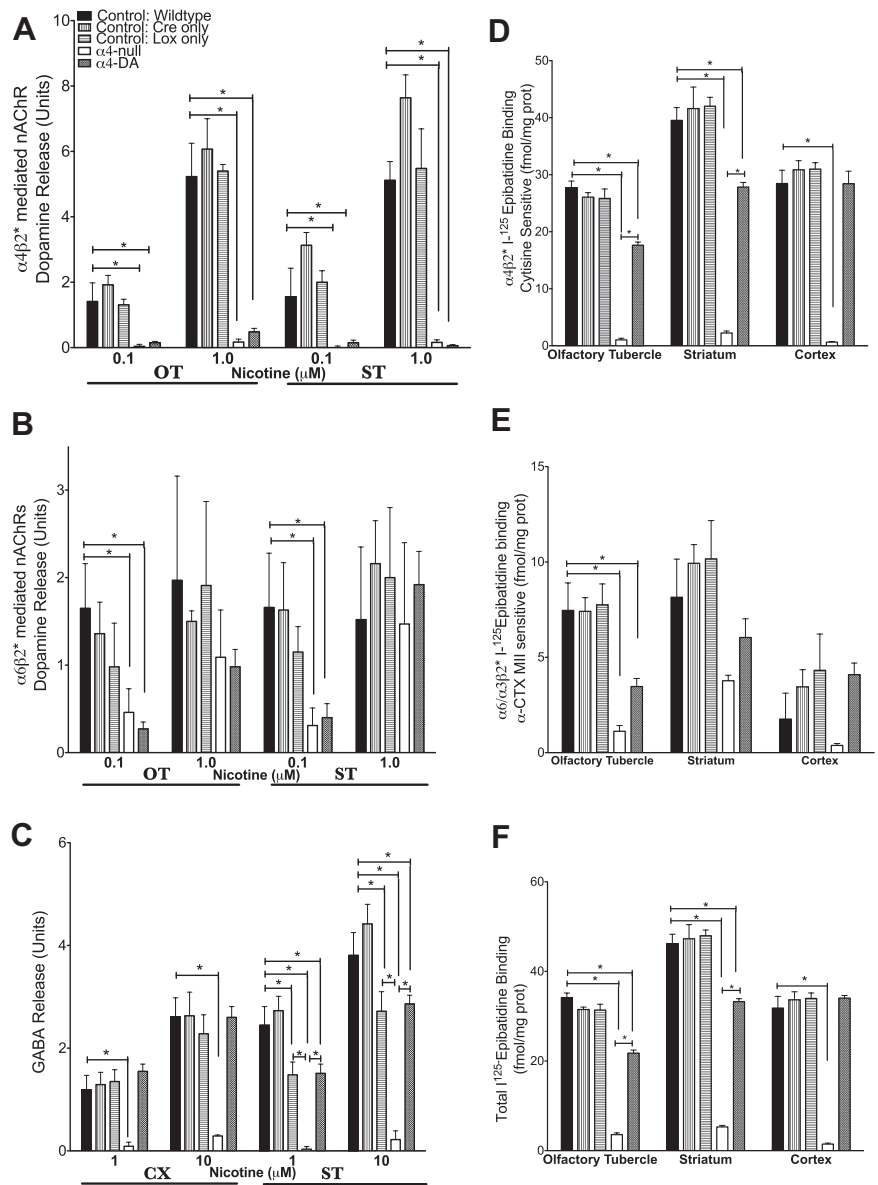 A
Control: Wildtype
Control: Cre only
Control: Lox only
α4-null
α4-DA
α4β2* mediated nAChR
Dopamine Release (Units)
10
8
6
4
2
0
* * * * * * * *
0.1 1.0 0.1 1.0
OT Nicotine (μM) ST
B
α6β2* mediated nAChRs
Dopamine Release (Units)
3
2
1
0
* * * *
0.1 1.0 0.1 1.0
OT Nicotine (μM) ST
C
GABA Release (Units)
6
4
2
0
* * * * * * * * * * * *
1 10 1 10
CX Nicotine (μM) ST
D
α4β2* I-¹²⁵ Epibatidine Binding
Cytisine Sensitive (fmol/mg prot)
50
40
30
20
10
0
* * * * * * *
Olfactory Tubercle Striatum Cortex
E
α6/α3β2* I-¹²⁵Epibatidine binding
α-CTX MII sensitive (fmol/mg prot)
15
10
5
0
* *
Olfactory Tubercle Striatum Cortex
F
Total I¹²⁵-Epibatidine Binding
(fmol/mg prot)
60
40
20
0
* * * * * * *
Olfactory Tubercle Striatum Cortex